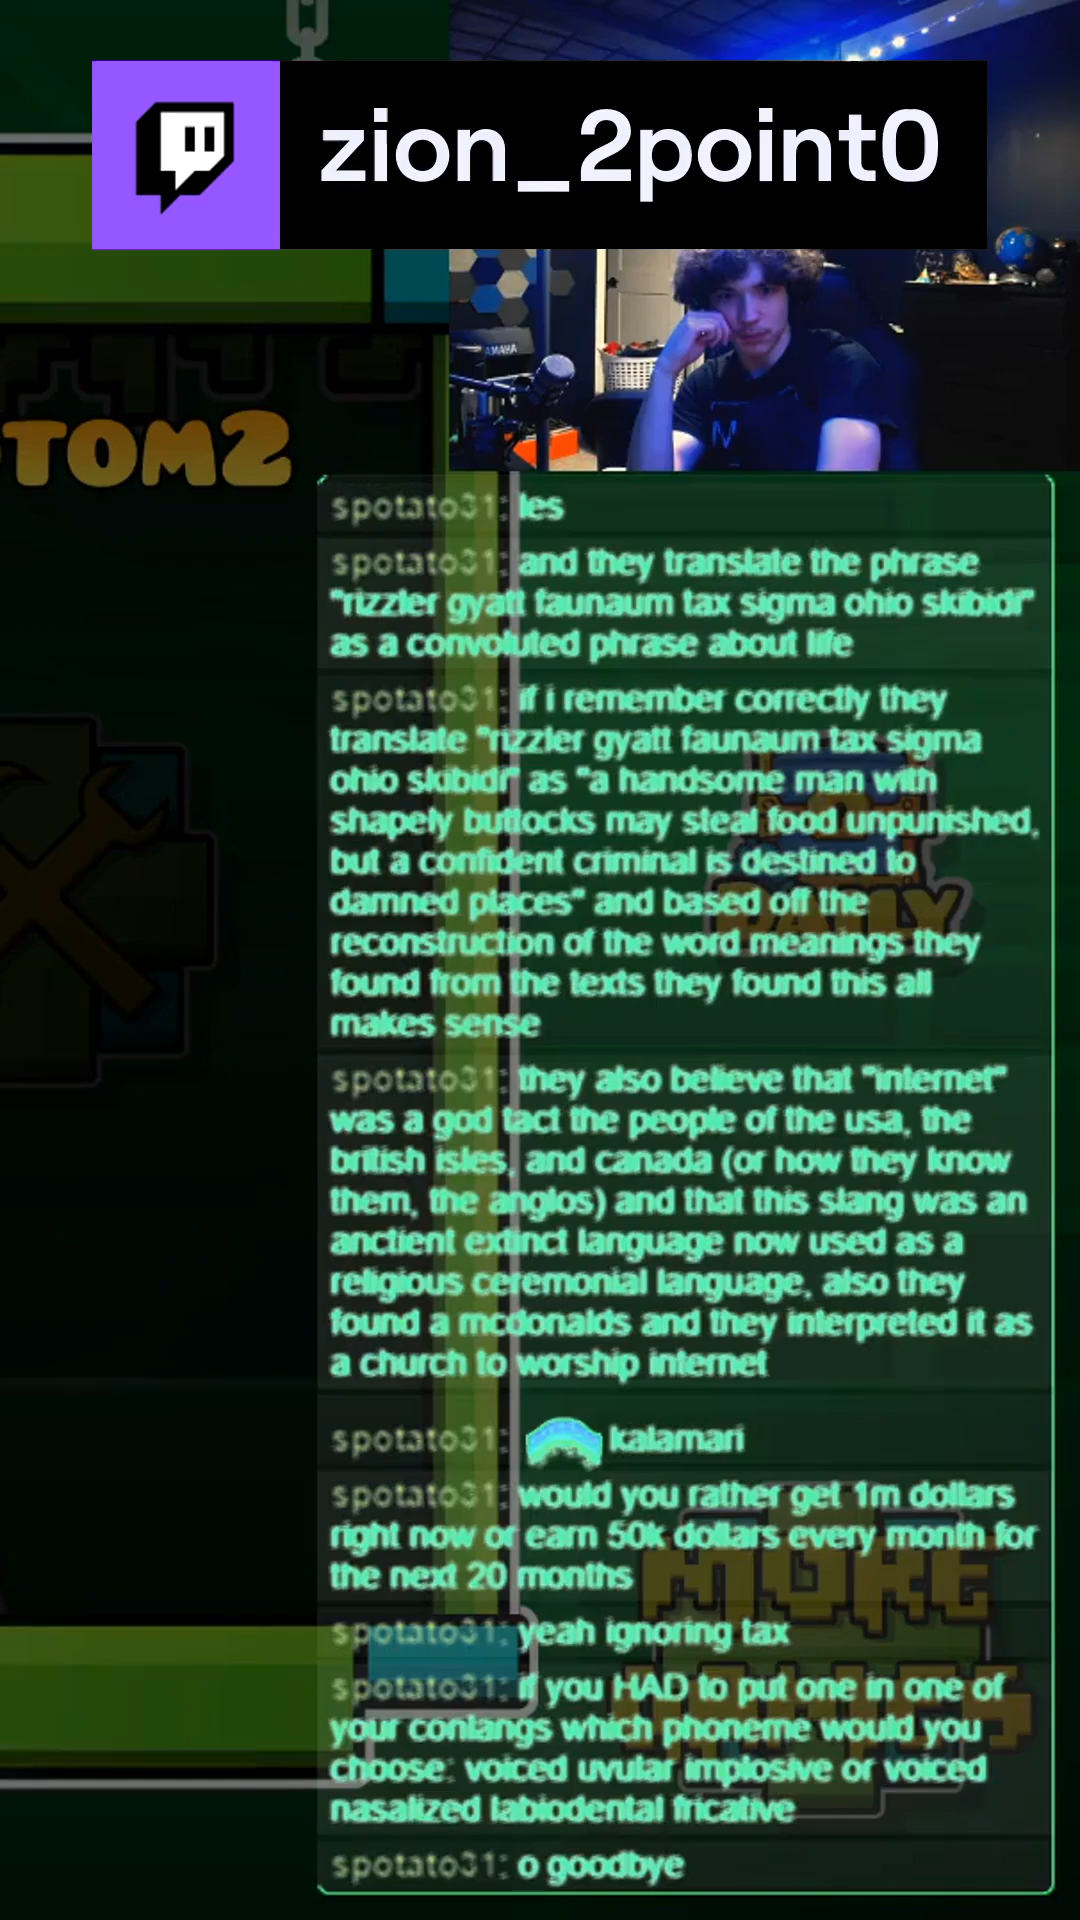 zion_2point0
AMAHA
TOM2
spotato31: les
spotato31: and they translate the phrase
"rizzler gyatt faunaum tax sigma ohio skibidi"
as a convoluted phrase about life
spotato31: if i remember correctly they
translate "rizzler gyatt faunaum tax sigma
ohio skibidi" as "a handsome man with
shapely buttocks may steal food unpunished,
but a confident criminal is destined to
damned places" and based off the
reconstruction of the word meanings they
found from the texts they found this all
makes sense
spotato31: they also believe that "internet"
was a god tact the people of the usa, the
british isles, and canada (or how they know
them, the anglos) and that this slang was an
anctient extinct language now used as a
religious ceremonial language, also they
found a mcdonalds and they interpreted it as
a church to worship internet
spotato31: kalamari
spotato31: would you rather get 1m dollars
right now or earn 50k dollars every month for
the next 20 months
spotato31: yeah ignoring tax
spotato31: if you HAD to put one in one of
your conlangs which phoneme would you
choose: voiced uvular implosive or voiced
nasalized labiodental fricative
spotato31: o goodbye
DAILY
MORE